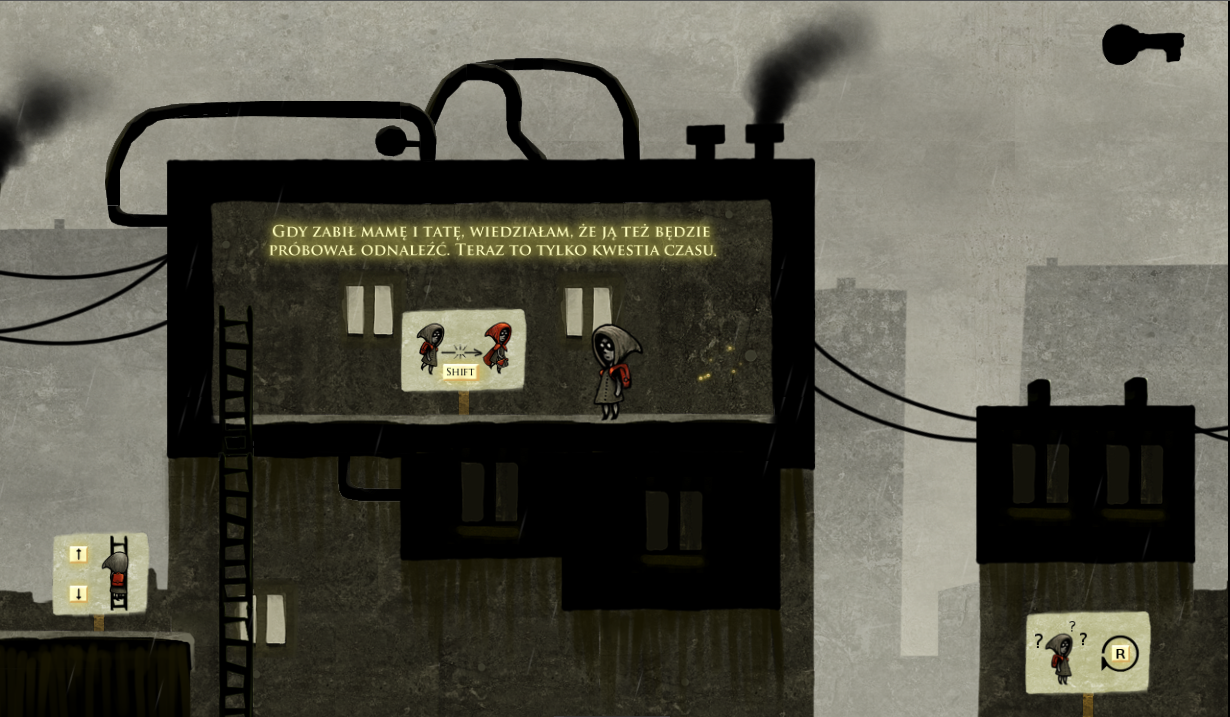 Gdy zabił mamę i tatę, wiedziałam, że ją też będzie
próbował odnaleźć. Teraz to tylko kwestia czasu.
Shift
↑
↓
?
? ?
R